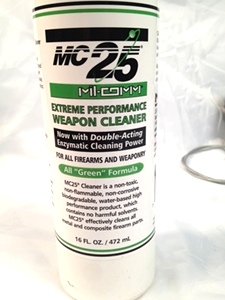 MC25
MI-COMM
EXTREME PERFORMANCE
WEAPON CLEANER
Now with Double-Acting
Enzymatic Cleaning Power
FOR ALL FIREARMS AND WEAPONRY
All "Green" Formula
MC25® Cleaner is a non-toxic,
non-flammable, non-corrosive
biodegradable, water-based high
performance product, which
contains no harmful solvents.
MC25® effectively cleans all
metal and composite firearm parts.
16 FL. OZ. / 472 mL